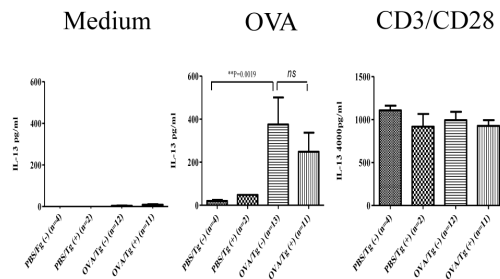 Medium
OVA
CD3/CD28
IL-13 pg/ml
600
400
200
0
PBS/Tg (-) (n=4)
PBS/Tg (+) (n=2)
OVA/Tg (-) (n=12)
OVA/Tg (+) (n=11)
IL-13 pg/ml
600
400
200
0
**P=0.0019
ns
PBS/Tg (-) (n=4)
PBS/Tg (+) (n=2)
OVA/Tg (-) (n=13)
OVA/Tg (+) (n=11)
IL-13 4000pg/ml
1500
1000
500
0
PBS/Tg (-) (n=4)
PBS/Tg (+) (n=2)
OVA/Tg (-) (n=12)
OVA/Tg (+) (n=11)